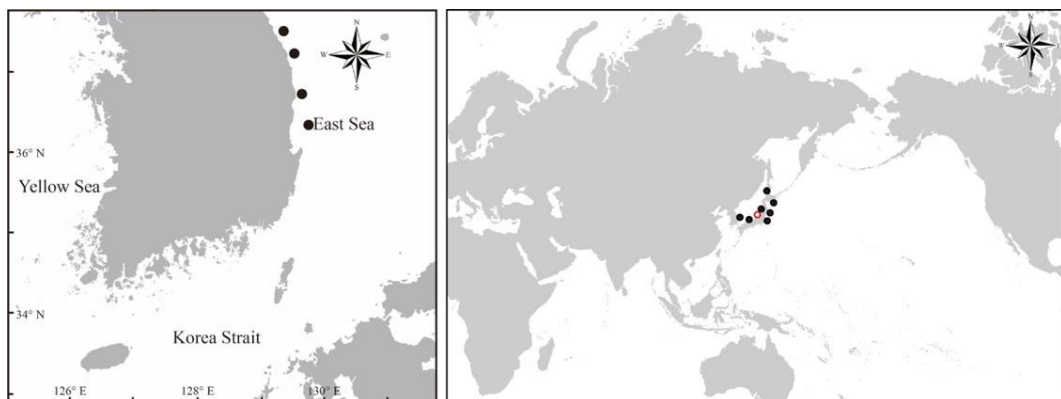 N
W
E
S
East Sea
36° N
Yellow Sea
34° N
Korea Strait
126° E
128° E
130° E
N
W
E
S